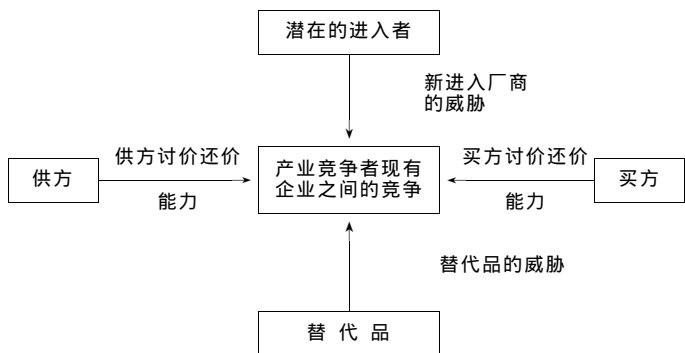 潜在的进入者
新进入厂商
的威胁
供方讨价还价
买方讨价还价
供方
产业竞争者现有
企业之间的竞争
买方
能力
能力
替代品的威胁
替 代 品